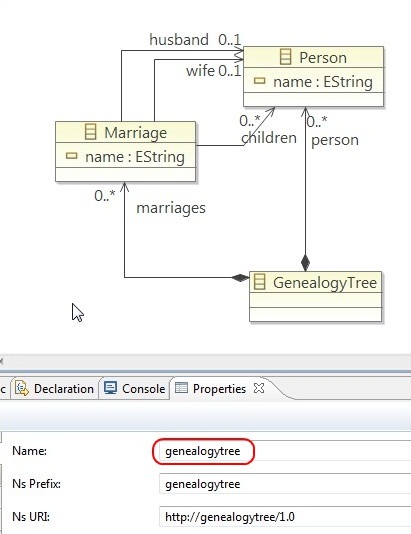 husband 0..1
Person
wife 0..1
name : EString
0..*
0..*
Marriage
children
person
name : EString
0..*
marriages
GenealogyTree
c Declaration Console Properties
Name: genealogytree
Ns Prefix: genealogytree
Ns URI: http://genealogytree/1.0